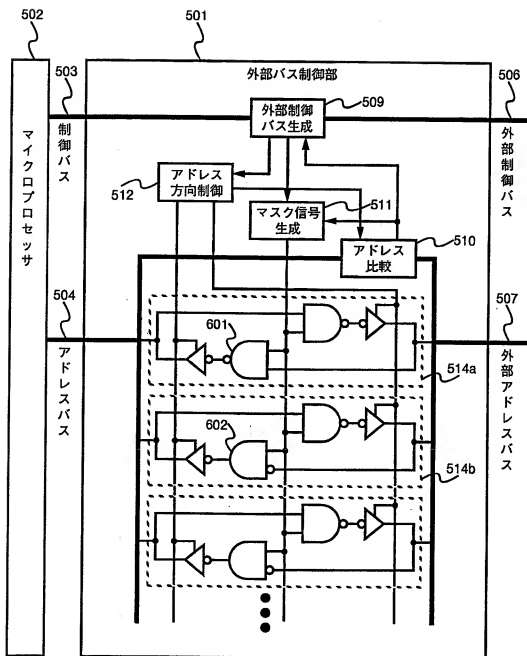 502
501
503
外部バス制御部
509
506
マイクロプロセッサ
制御バス
外部制御
バス生成
外部制御バス
アドレス
方向制御
512
511
マスク信号
生成
510
アドレス
比較
504
アドレスバス
601
507
外部アドレスバス
514a
602
514b